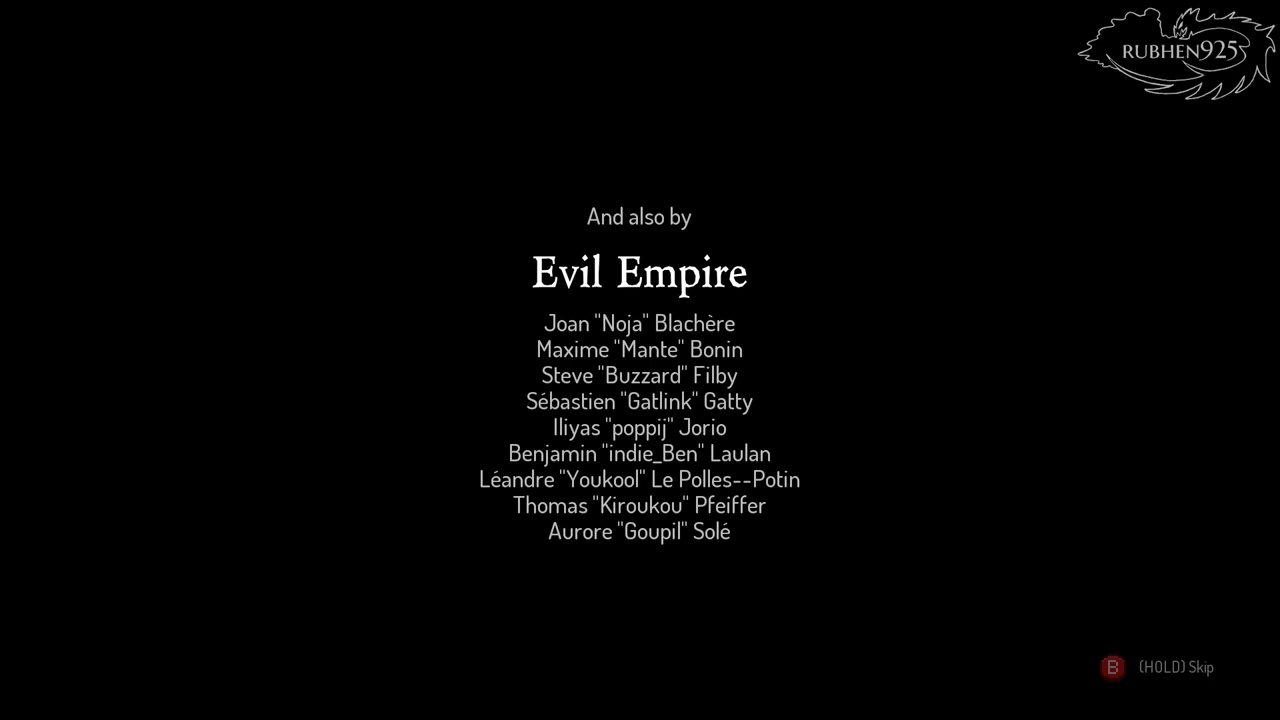 RUBHEN925
And also by
Evil Empire
Joan "Noja" Blachère
Maxime "Mante" Bonin
Steve "Buzzard" Filby
Sébastien "Gatlink" Gatty
Iliyas "poppij" Jorio
Benjamin "indie_Ben" Laulan
Léandre "Youkool" Le Polles--Potin
Thomas "Kiroukou" Pfeiffer
Aurore "Goupil" Solé
B (HOLD) Skip